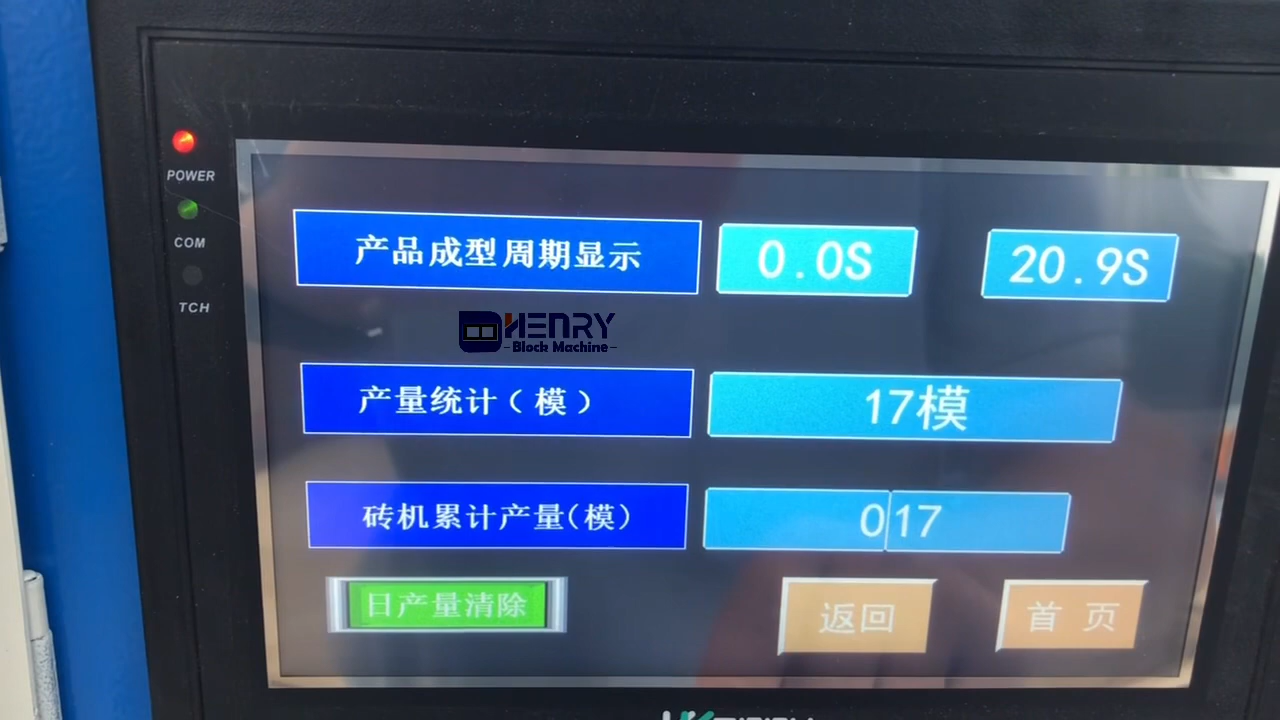 POWER
COM
TCH
产品成型周期显示 0.0S 20.9S
HENRY
Block Machine
产量统计(模) 17模
砖机累计产量(模) 017
日产量清除 返回 首页